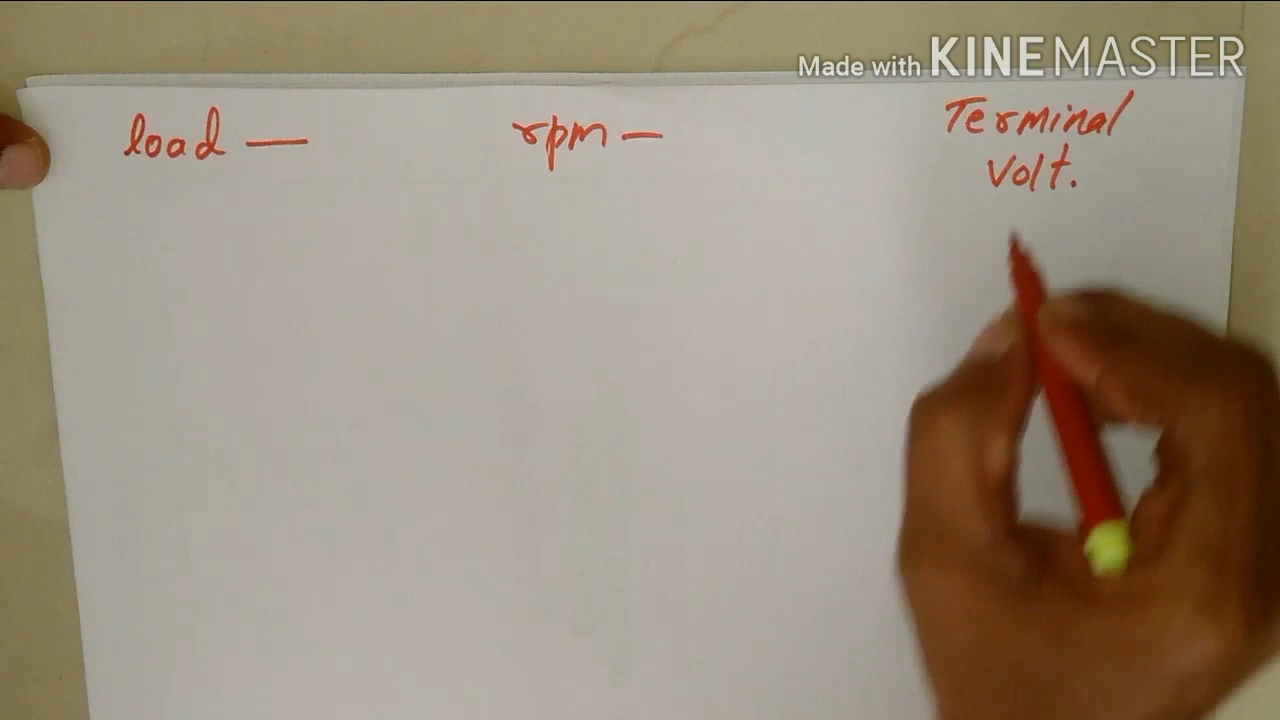 Made with KINEMASTER
load — rpm — Terminal
Volt.